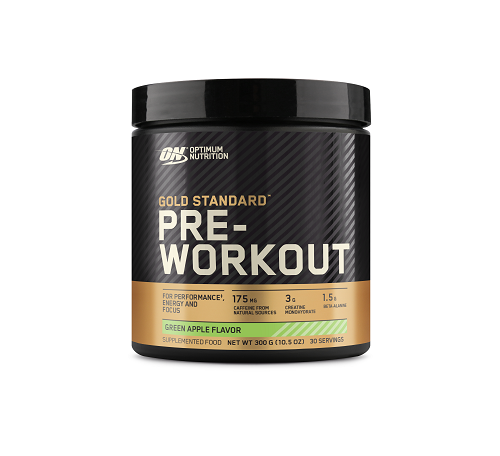 ON OPTIMUM
NUTRITION
GOLD STANDARD™
PRE-
WORKOUT
FOR PERFORMANCE†,
ENERGY AND
FOCUS
175 MG
CAFFEINE FROM
NATURAL SOURCES
3 G
CREATINE
MONOHYDRATE
1.5 G
BETA-ALANINE
GREEN APPLE FLAVOR
SUPPLEMENTED FOOD NET WT 300 G (10.5 OZ) 30 SERVINGS